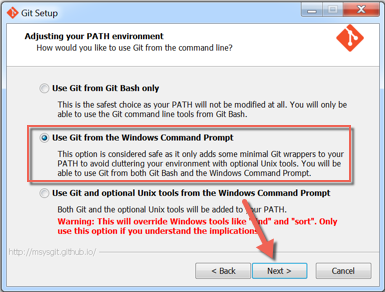 Git Setup
Adjusting your PATH environment
How would you like to use Git from the command line?
Use Git from Git Bash only
This is the safest choice as your PATH will not be modified at all. You will only be
able to use the Git command line tools from Git Bash.
Use Git from the Windows Command Prompt
This option is considered safe as it only adds some minimal Git wrappers to your
PATH to avoid cluttering your environment with optional Unix tools. You will be
able to use Git from both Git Bash and the Windows Command Prompt.
Use Git and optional Unix tools from the Windows Command Prompt
Both Git and the optional Unix tools will be added to your PATH.
Warning: This will override Windows tools like and "sort". Only
use this option if you understand the implications.
http://msysgit.github.io/
< Back
Next >
Cancel